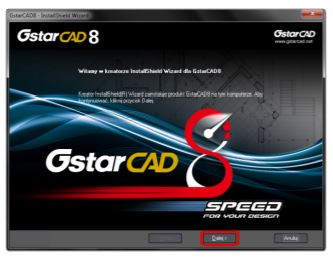 GstarCAD8 - InstallShield Wizard
GstarCAD 8
GstarCAD
www.gstarcad.net
Witamy w kreatorze InstallShield Wizard dla GstarCAD8
Kreator InstallShield(R) Wizard zainstaluje produkt GstarCAD8 na tym komputerze. Aby
kontynuować, kliknij przycisk Dalej.
GstarCAD 8
SPEED
FOR YOUR DESIGN
Dalej >
Anuluj